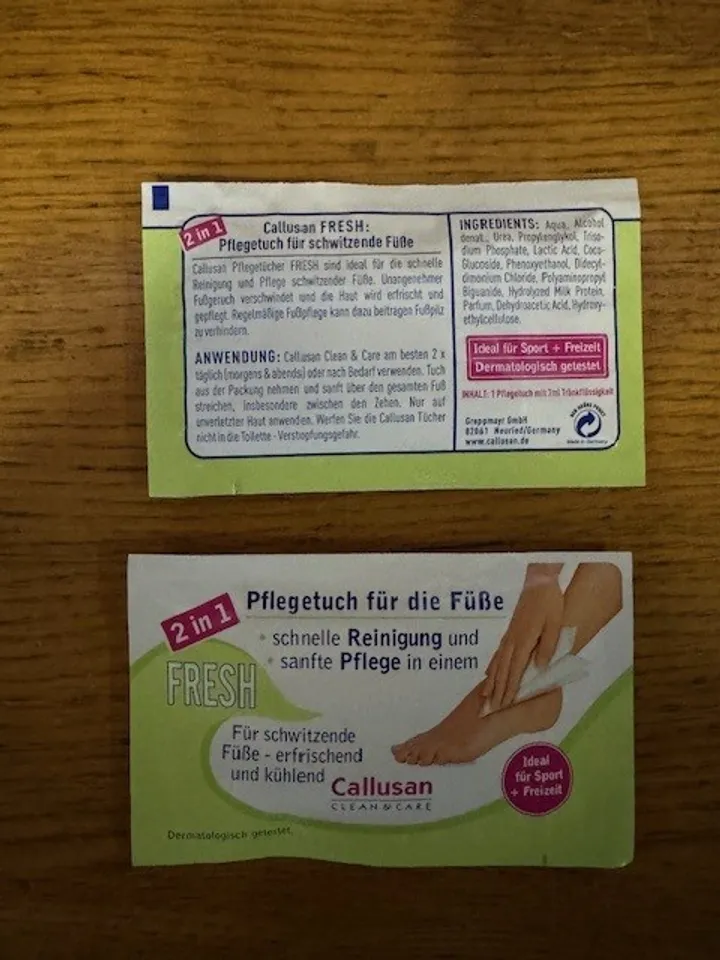 2 in 1
Callusan FRESH:
Pflegetuch für schwitzende Füße
Callusan Pflegetücher FRESH sind ideal für die schnelle
Reinigung und Pflege schwitzender Füße. Unangenehmer
Fußgeruch verschwindet und die Haut wird erfrischt und
gepflegt. Regelmäßige Fußpflege kann dazu beitragen Fußpilz
zu verhindern.
ANWENDUNG: Callusan Clean & Care am besten 2 x
täglich (morgens & abends) oder nach Bedarf verwenden. Tuch
aus der Packung nehmen und sanft über den gesamten Fuß
streichen, insbesondere zwischen den Zehen. Nur auf
unverletzter Haut anwenden. Werfen Sie die Callusan Tücher
nicht in die Toilette - Verstopfungsgefahr.
INGREDIENTS: Aqua, Alcohol
denat., Urea, Propylenglykol, Triso-
dium Phosphate, Lactic Acid, Coco-
Glucoside, Phenoxyethanol, Didecyl-
dimonium Chloride, Polyaminopropyl
Biguanide, Hydrolyzed Milk Protein,
Parfum, Dehydroacetic Acid, Hydroxy-
ethylcellulose.
Ideal für Sport + Freizeit
Dermatologisch getestet
INHALT: 1 Pflegetuch mit 7ml Tränkflüssigkeit
Greppmayr GmbH
82061 Neuried/Germany
www.callusan.de
DER GRÜNE PUNKT
Made in Germany
2 in 1
Pflegetuch für die Füße
• schnelle Reinigung und
• sanfte Pflege in einem
FRESH
Für schwitzende
Füße - erfrischend
und kühlend
Callusan
CLEAN & CARE
Ideal
für Sport
+ Freizeit
Dermatologisch getestet.